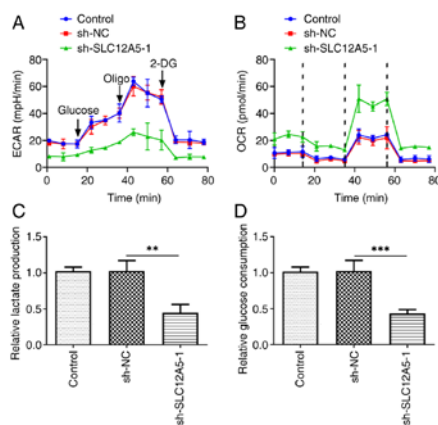 A
Control
sh-NC
sh-SLC12A5-1
ECAR (mpH/min)
100
80
60
40
20
0
Glucose
Oligo
2-DG
0 20 40 60 80
Time (min)
B
Control
sh-NC
sh-SLC12A5-1
OCR (pmol/min)
100
80
60
40
20
0
0 20 40 60 80
Time (min)
C
Relative lactate production
1.5
1.0
0.5
0.0
**
Control
sh-NC
sh-SLC12A5-1
D
Relative glucose consumption
1.5
1.0
0.5
0.0
***
Control
sh-NC
sh-SLC12A5-1